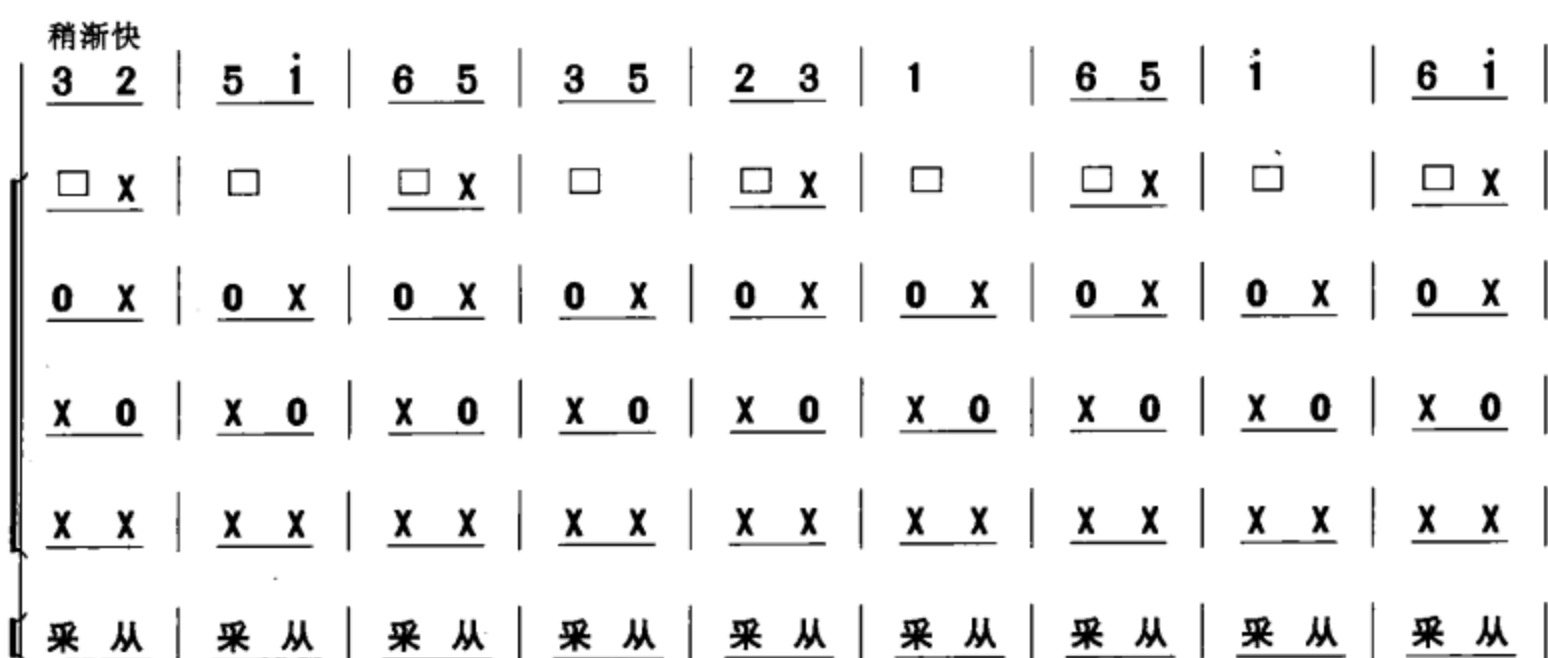 稍渐快
3 2 | 5 i | 6 5 | 3 5 | 2 3 | 1 | 6 5 | i | 6 i |
□ X | □ | □ X | □ | □ X | □ | □ X | □ | □ X |
0 X | 0 X | 0 X | 0 X | 0 X | 0 X | 0 X | 0 X | 0 X |
X 0 | X 0 | X 0 | X 0 | X 0 | X 0 | X 0 | X 0 | X 0 |
X X | X X | X X | X X | X X | X X | X X | X X | X X |
采 从 | 采 从 | 采 从 | 采 从 | 采 从 | 采 从 | 采 从 | 采 从 | 采 从 |